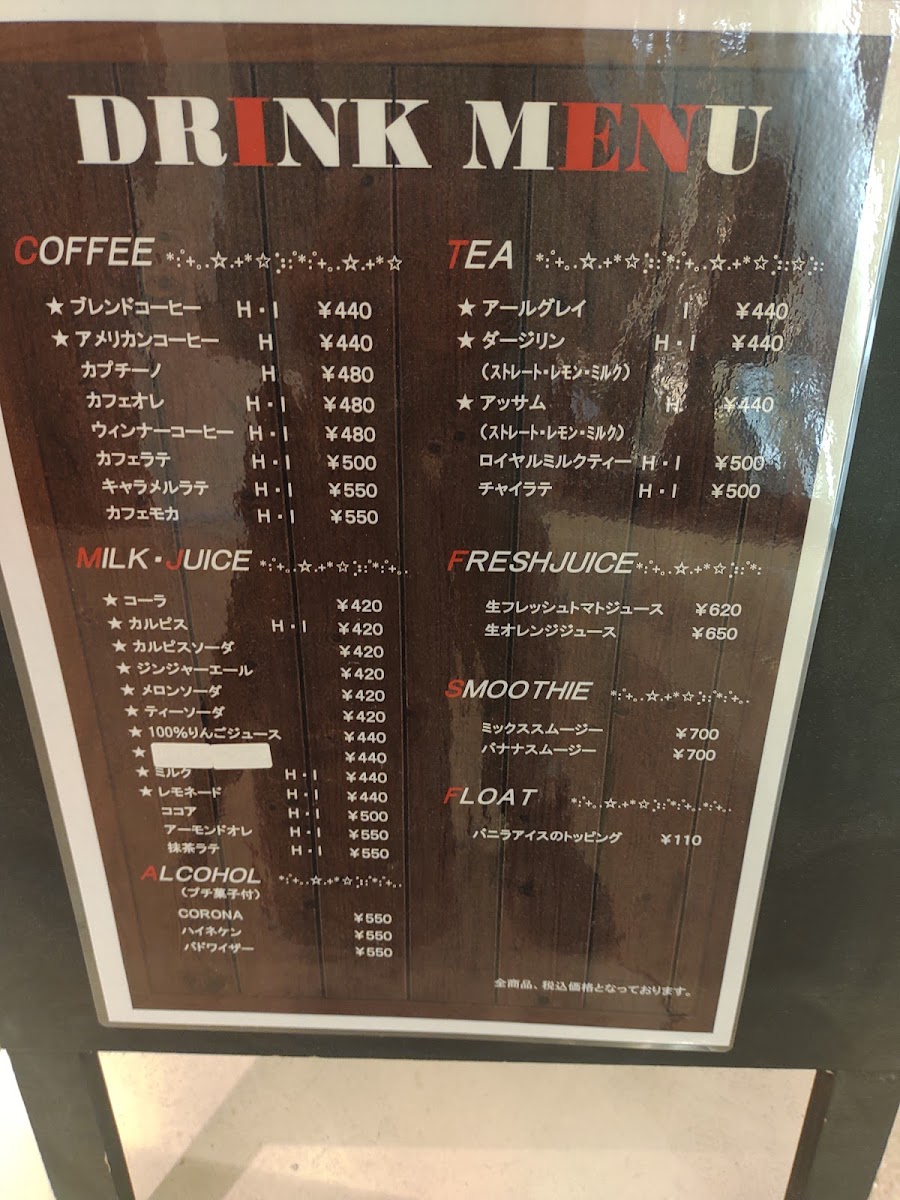 DRINK MENU
COFFEE
★ ブレンドコーヒー H・I ¥440
★ アメリカンコーヒー H ¥440
カプチーノ H ¥480
カフェオレ H・I ¥480
ウィンナーコーヒー H・I ¥480
カフェラテ H・I ¥500
キャラメルラテ H・I ¥550
カフェモカ H・I ¥550
MILK・JUICE
★ コーラ ¥420
★ カルピス H・I ¥420
★ カルピスソーダ ¥420
★ ジンジャーエール ¥420
★ メロンソーダ ¥420
★ ティーソーダ ¥420
★ 100%りんごジュース ¥440
★ ¥440
★ ミルク H・I ¥440
★ レモネード H・I ¥440
ココア H・I ¥500
アーモンドオレ H・I ¥550
抹茶ラテ H・I ¥550
ALCOHOL
(プチ菓子付)
CORONA ¥550
ハイネケン ¥550
バドワイザー ¥550
TEA
★ アールグレイ I ¥440
★ ダージリン H・I ¥440
(ストレート・レモン・ミルク)
★ アッサム H ¥440
(ストレート・レモン・ミルク)
ロイヤルミルクティー H・I ¥500
チャイラテ H・I ¥500
FRESHJUICE
生フレッシュトマトジュース ¥620
生オレンジジュース ¥650
SMOOTHIE
ミックススムージー ¥700
バナナスムージー ¥700
FLOAT
バニラアイスのトッピング ¥110
全商品、税込価格となっております。